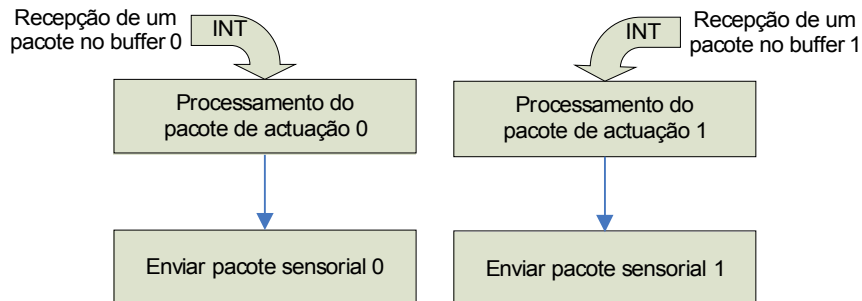 Recepção de um
pacote no buffer 0
INT
Processamento do
pacote de actuação 0
Enviar pacote sensorial 0
INT
Recepção de um
pacote no buffer 1
Processamento do
pacote de actuação 1
Enviar pacote sensorial 1